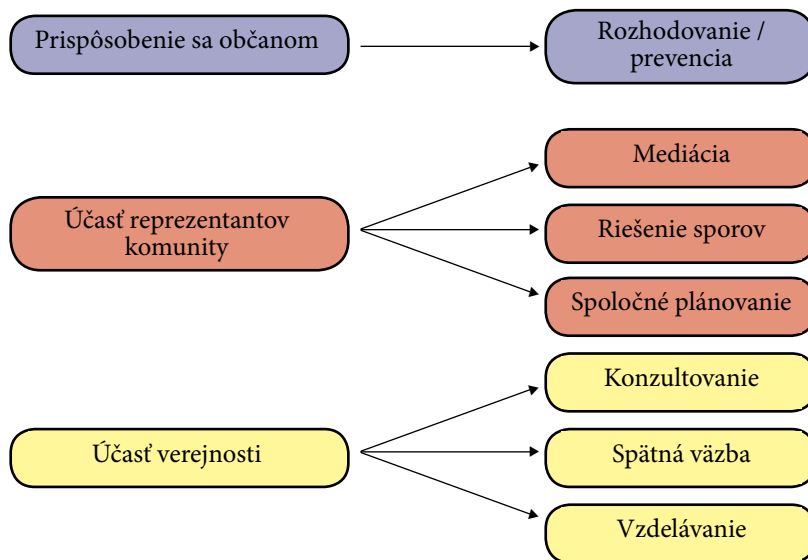 Prispôsobenie sa občanom
Rozhodovanie /
prevencia
Účasť reprezentantov
komunity
Mediácia
Riešenie sporov
Spoločné plánovanie
Účasť verejnosti
Konzultovanie
Spätná väzba
Vzdelávanie